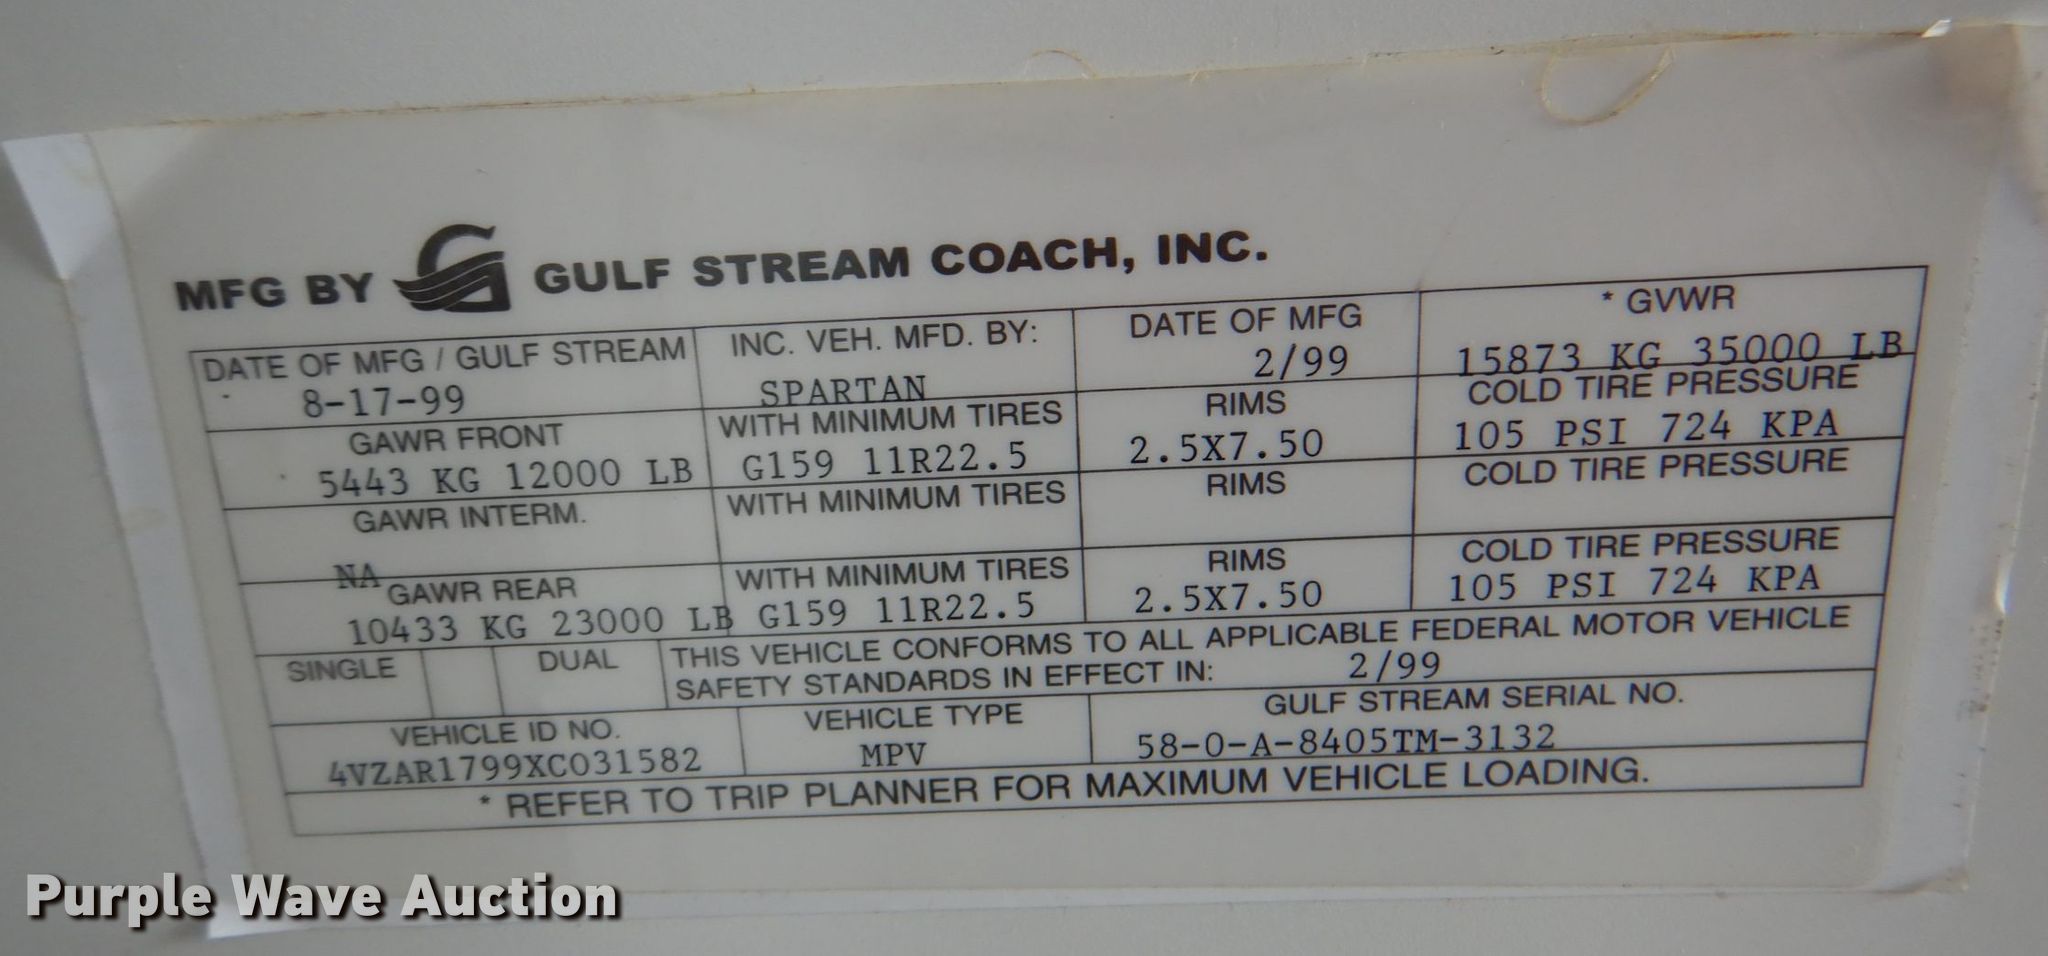 MFG BY GULF STREAM COACH, INC.
DATE OF MFG / GULF STREAM INC. VEH. MFD. BY: DATE OF MFG * GVWR
8-17-99 SPARTAN 2/99 15873 KG 35000 LB
GAWR FRONT WITH MINIMUM TIRES RIMS COLD TIRE PRESSURE
5443 KG 12000 LB G159 11R22.5 2.5X7.50 105 PSI 724 KPA
GAWR INTERM. WITH MINIMUM TIRES RIMS COLD TIRE PRESSURE
NA
GAWR REAR WITH MINIMUM TIRES RIMS COLD TIRE PRESSURE
10433 KG 23000 LB G159 11R22.5 2.5X7.50 105 PSI 724 KPA
SINGLE DUAL THIS VEHICLE CONFORMS TO ALL APPLICABLE FEDERAL MOTOR VEHICLE
SAFETY STANDARDS IN EFFECT IN: 2/99
VEHICLE ID NO. VEHICLE TYPE GULF STREAM SERIAL NO.
4VZAR1799XC031582 MPV 58-0-A-8405TM-3132
* REFER TO TRIP PLANNER FOR MAXIMUM VEHICLE LOADING.
Purple Wave Auction